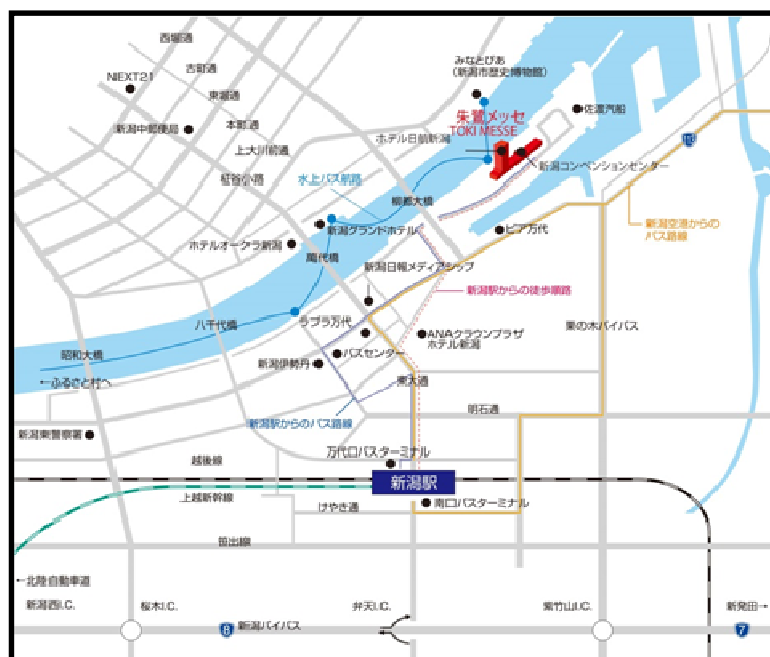 西堀通
みなとぴあ
(新潟市歴史博物館)
古町通
NEXT21
東堀通
佐渡汽船
本町通
朱鷺メッセ
TOKI MESSE
新潟中郵便局
ホテル日航新潟
上大川前通
新潟コンベンションセンター
柾谷小路
水上バス航路
柳都大橋
新潟グランドホテル
ピア万代
新潟空港からの
バス路線
ホテルオークラ新潟
萬代橋
新潟日報メディアシップ
新潟駅からの徒歩順路
八千代橋
ラブラ万代
栗の木バイパス
ANAクラウンプラザ
ホテル新潟
昭和大橋
バスセンター
新潟伊勢丹
←ふるさと村へ
東大通
明石通
新潟駅からのバス路線
新潟東警察署
万代口バスターミナル
越後線
新潟駅
上越新幹線
南口バスターミナル
けやき通
笹出線
←北陸自動車道
新潟西I.C.
桜木I.C.
弁天I.C.
紫竹山I.C.
新発田→
8
新潟バイパス
7